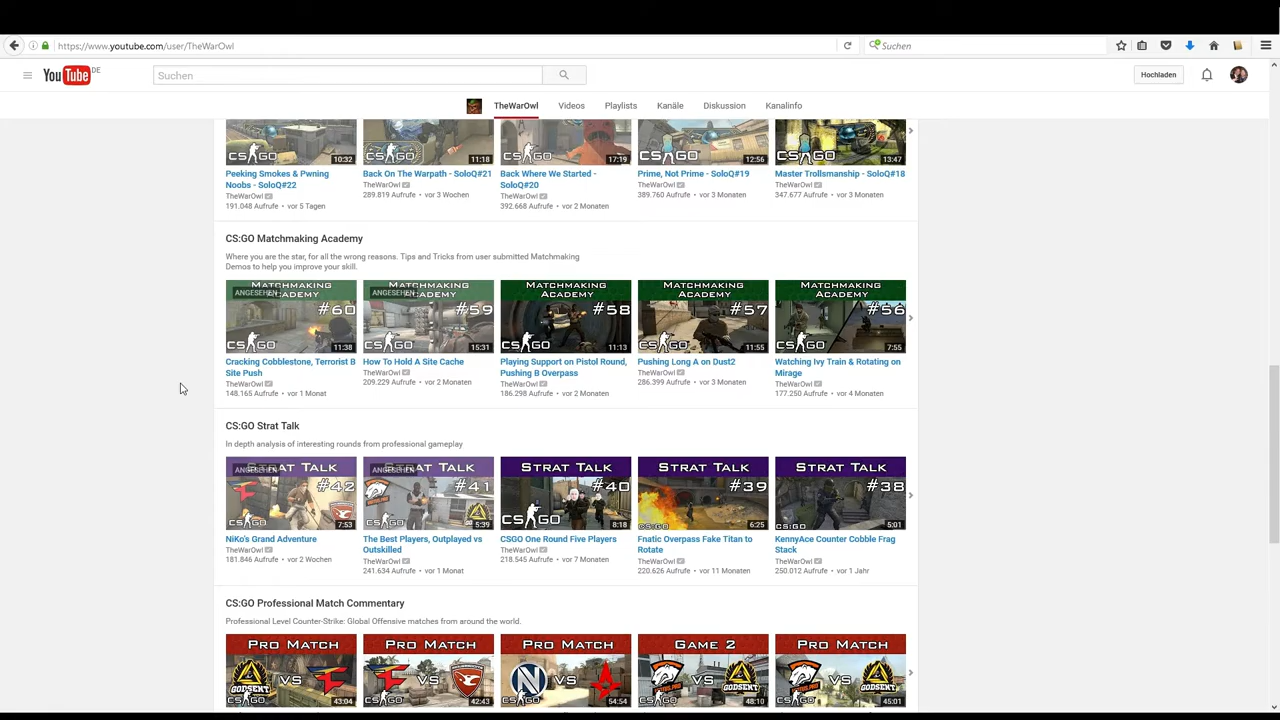 https://www.youtube.com/user/TheWarOwl
Suchen
YouTube DE
Suchen
Hochladen
TheWarOwl Videos Playlists Kanäle Diskussion Kanalinfo
CS:GO 10:32
CS:GO 11:18
CS:GO 17:19
CS:GO 12:56
CS:GO 13:47
Peeking Smokes & Pwning
Noobs - SoloQ#22
TheWarOwl
191.048 Aufrufe • vor 5 Tagen
Back On The Warpath - SoloQ#21
TheWarOwl
289.819 Aufrufe • vor 3 Wochen
Back Where We Started -
SoloQ#20
TheWarOwl
392.668 Aufrufe • vor 2 Monaten
Prime, Not Prime - SoloQ#19
TheWarOwl
389.760 Aufrufe • vor 3 Monaten
Master Trollsmanship - SoloQ#18
TheWarOwl
347.677 Aufrufe • vor 3 Monaten
CS:GO Matchmaking Academy
Where you are the star, for all the wrong reasons. Tips and Tricks from user submitted Matchmaking
Demos to help you improve your skill.
MATCHMAKING
ANGESEHEN
ACADEMY
#60
CS:GO 11:38
Cracking Cobblestone, Terrorist B
Site Push
TheWarOwl
148.165 Aufrufe • vor 1 Monat
MATCHMAKING
ANGESEHEN
ACADEMY
#59
CS:GO 15:31
How To Hold A Site Cache
TheWarOwl
209.229 Aufrufe • vor 2 Monaten
MATCHMAKING
ACADEMY
#58
CS:GO 11:13
Playing Support on Pistol Round,
Pushing B Overpass
TheWarOwl
186.298 Aufrufe • vor 2 Monaten
MATCHMAKING
ACADEMY
#57
CS:GO 11:55
Pushing Long A on Dust2
TheWarOwl
286.399 Aufrufe • vor 3 Monaten
MATCHMAKING
ACADEMY
#56
CS:GO 7:55
Watching Ivy Train & Rotating on
Mirage
TheWarOwl
177.250 Aufrufe • vor 4 Monaten
CS:GO Strat Talk
In depth analysis of interesting rounds from professional gameplay
ANGESEHEN
STRAT TALK
#42
CS:GO 7:53
NiKo's Grand Adventure
TheWarOwl
181.846 Aufrufe • vor 2 Wochen
ANGESEHEN
STRAT TALK
#41
CS:GO 5:39
The Best Players, Outplayed vs
Outskilled
TheWarOwl
241.634 Aufrufe • vor 1 Monat
STRAT TALK
#40
CS:GO 8:18
CSGO One Round Five Players
TheWarOwl
218.545 Aufrufe • vor 7 Monaten
STRAT TALK
#39
CS:GO 6:25
Fnatic Overpass Fake Titan to
Rotate
TheWarOwl
220.626 Aufrufe • vor 11 Monaten
STRAT TALK
#38
CS:GO 5:01
KennyAce Counter Cobble Frag
Stack
TheWarOwl
250.012 Aufrufe • vor 1 Jahr
CS:GO Professional Match Commentary
Professional Level Counter-Strike: Global Offensive matches from around the world.
PRO MATCH
GODSENT VS
CS:GO 43:04
PRO MATCH
VS
CS:GO 42:43
PRO MATCH
VS
CS:GO 54:54
GAME 2
VIRTUS.PRO VS GODSENT
CS:GO 48:10
PRO MATCH
VIRTUS.PRO VS GODSENT
CS:GO 45:01